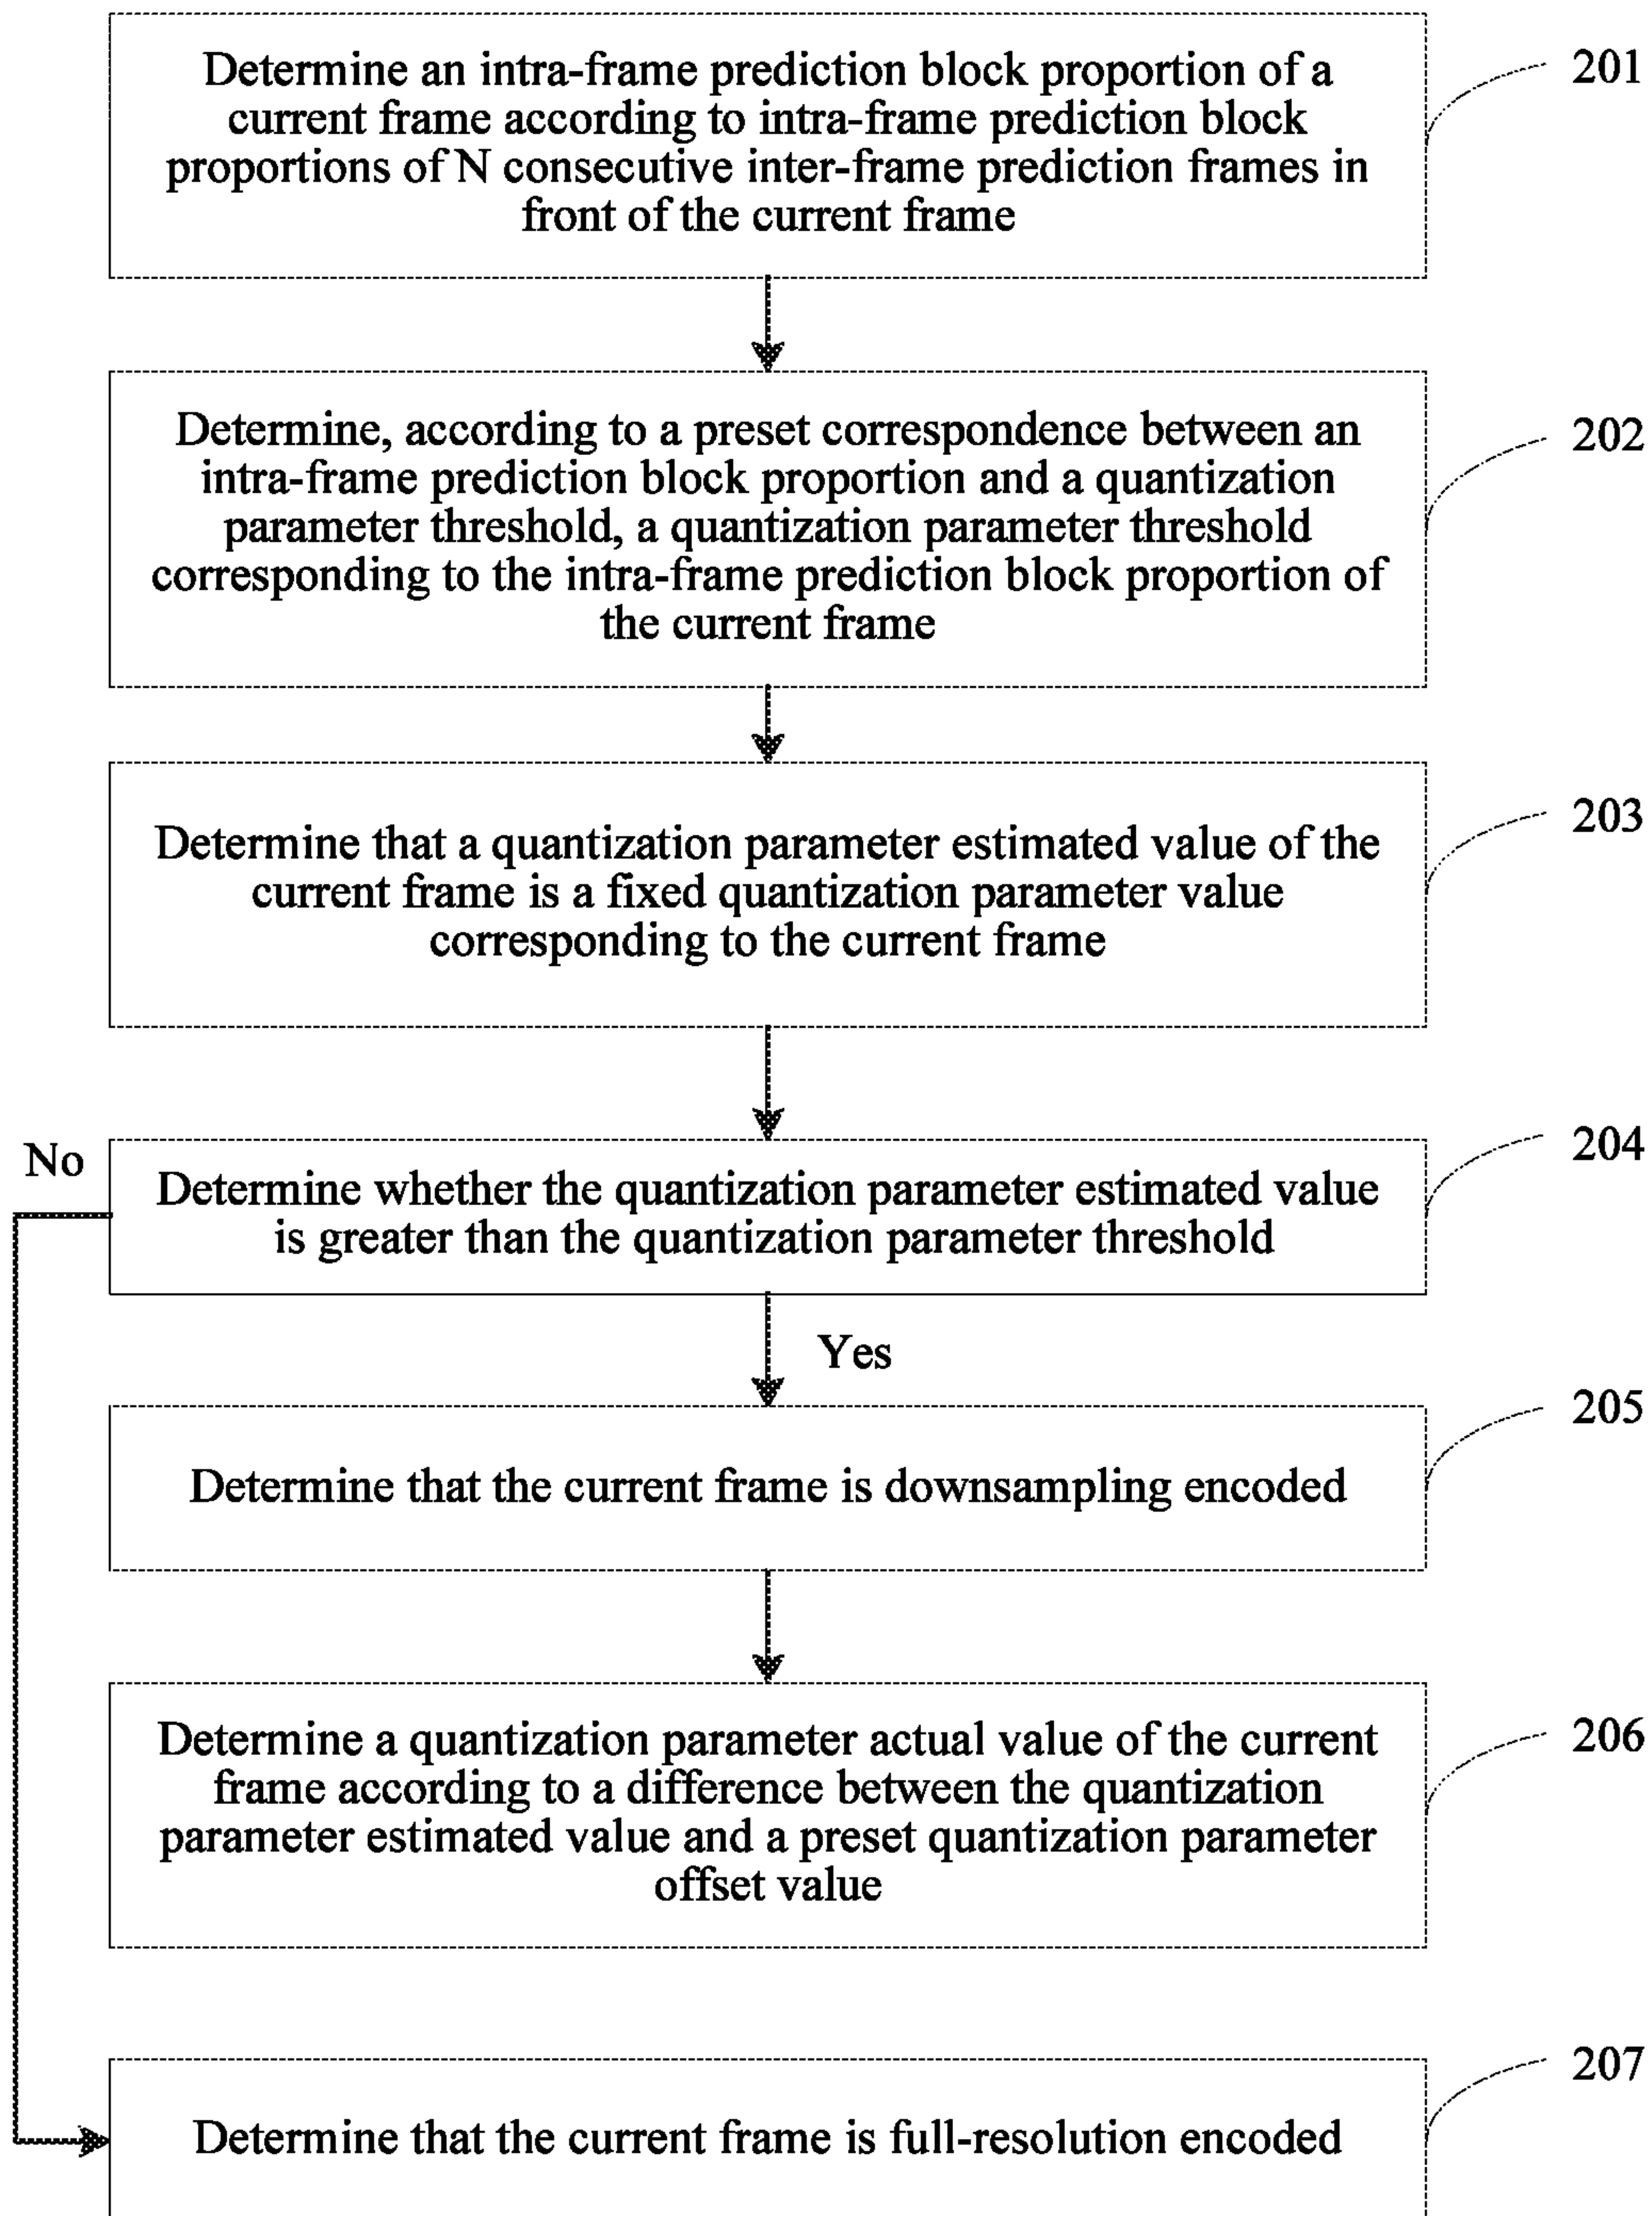 Determine an intra-frame prediction block proportion of a
current frame according to intra-frame prediction block
proportions of N consecutive inter-frame prediction frames in
front of the current frame
201
Determine, according to a preset correspondence between an
intra-frame prediction block proportion and a quantization
parameter threshold, a quantization parameter threshold
corresponding to the intra-frame prediction block proportion of
the current frame
202
Determine that a quantization parameter estimated value of the
current frame is a fixed quantization parameter value
corresponding to the current frame
203
No
Determine whether the quantization parameter estimated value
is greater than the quantization parameter threshold
204
Yes
Determine that the current frame is downsampling encoded
205
Determine a quantization parameter actual value of the current
frame according to a difference between the quantization
parameter estimated value and a preset quantization parameter
offset value
206
Determine that the current frame is full-resolution encoded
207